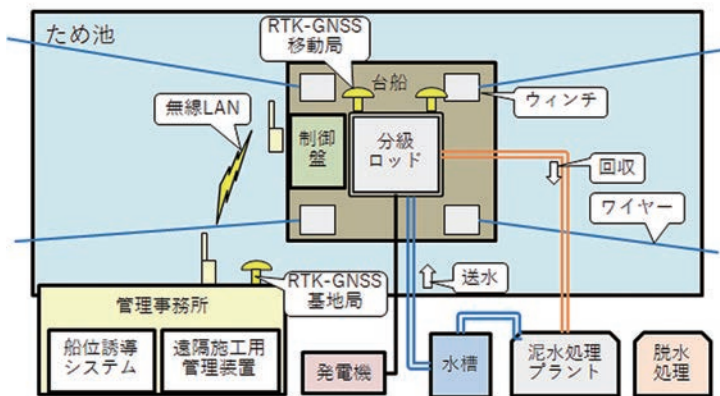 ため池
RTK-GNSS
移動局
台船
ウィンチ
無線LAN
制御
盤
分級
ロッド
回収
ワイヤー
RTK-GNSS
基地局
送水
管理事務所
船位誘導
システム
遠隔施工用
管理装置
発電機
水槽
泥水処理
プラント
脱水
処理